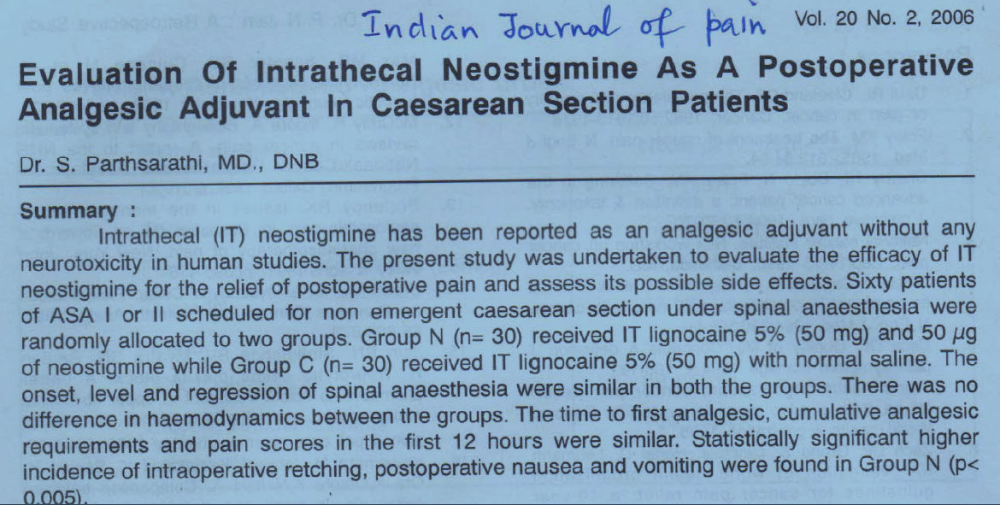 Indian Journal of pain Vol. 20 No. 2, 2006
Evaluation Of Intrathecal Neostigmine As A Postoperative
Analgesic Adjuvant In Caesarean Section Patients
Dr. S. Parthsarathi, MD., DNB
Summary :
Intrathecal (IT) neostigmine has been reported as an analgesic adjuvant without any
neurotoxicity in human studies. The present study was undertaken to evaluate the efficacy of IT
neostigmine for the relief of postoperative pain and assess its possible side effects. Sixty patients
of ASA I or II scheduled for non emergent caesarean section under spinal anaesthesia were
randomly allocated to two groups. Group N (n= 30) received IT lignocaine 5% (50 mg) and 50 µg
of neostigmine while Group C (n= 30) received IT lignocaine 5% (50 mg) with normal saline. The
onset, level and regression of spinal anaesthesia were similar in both the groups. There was no
difference in haemodynamics between the groups. The time to first analgesic, cumulative analgesic
requirements and pain scores in the first 12 hours were similar. Statistically significant higher
incidence of intraoperative retching, postoperative nausea and vomiting were found in Group N (p<
0.005).